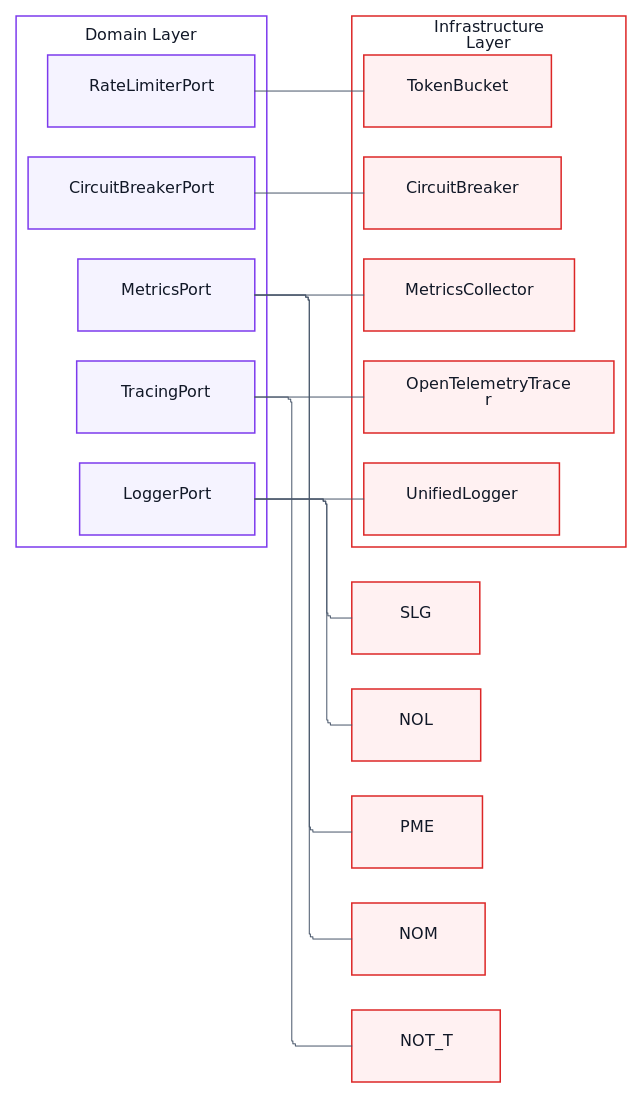 Domain Layer
RateLimiterPort
CircuitBreakerPort
MetricsPort
TracingPort
LoggerPort
Infrastructure
Layer
TokenBucket
CircuitBreaker
MetricsCollector
OpenTelemetryTrace
r
UnifiedLogger
SLG
NOL
PME
NOM
NOT_T